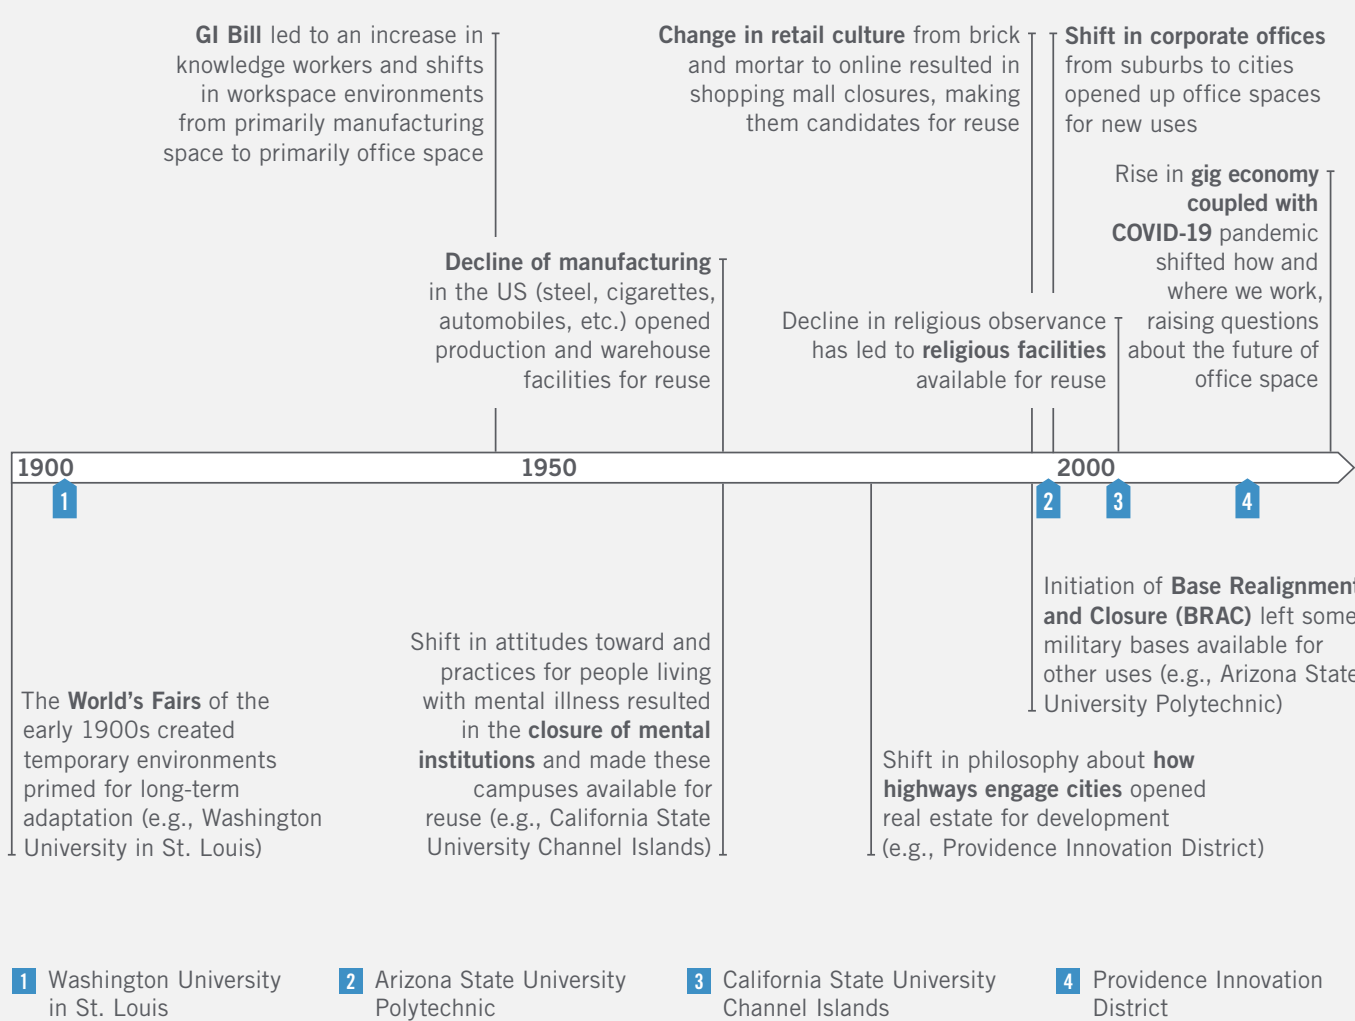 GI Bill led to an increase in
knowledge workers and shifts
in workspace environments
from primarily manufacturing
space to primarily office space
Change in retail culture from brick
and mortar to online resulted in
shopping mall closures, making
them candidates for reuse
Shift in corporate offices
from suburbs to cities
opened up office spaces
for new uses
Rise in gig economy
coupled with
COVID-19 pandemic
shifted how and
where we work,
raising questions
about the future of
office space
Decline of manufacturing
in the US (steel, cigarettes,
automobiles, etc.) opened
production and warehouse
facilities for reuse
Decline in religious observance
has led to religious facilities
available for reuse
1900
1950
2000
1
2
3
4
The World’s Fairs of the
early 1900s created
temporary environments
primed for long-term
adaptation (e.g., Washington
University in St. Louis)
Shift in attitudes toward and
practices for people living
with mental illness resulted
in the closure of mental
institutions and made these
campuses available for
reuse (e.g., California State
University Channel Islands)
Shift in philosophy about how
highways engage cities opened
real estate for development
(e.g., Providence Innovation District)
Initiation of Base Realignment
and Closure (BRAC) left some
military bases available for
other uses (e.g., Arizona State
University Polytechnic)
1 Washington University
in St. Louis
2 Arizona State University
Polytechnic
3 California State University
Channel Islands
4 Providence Innovation
District